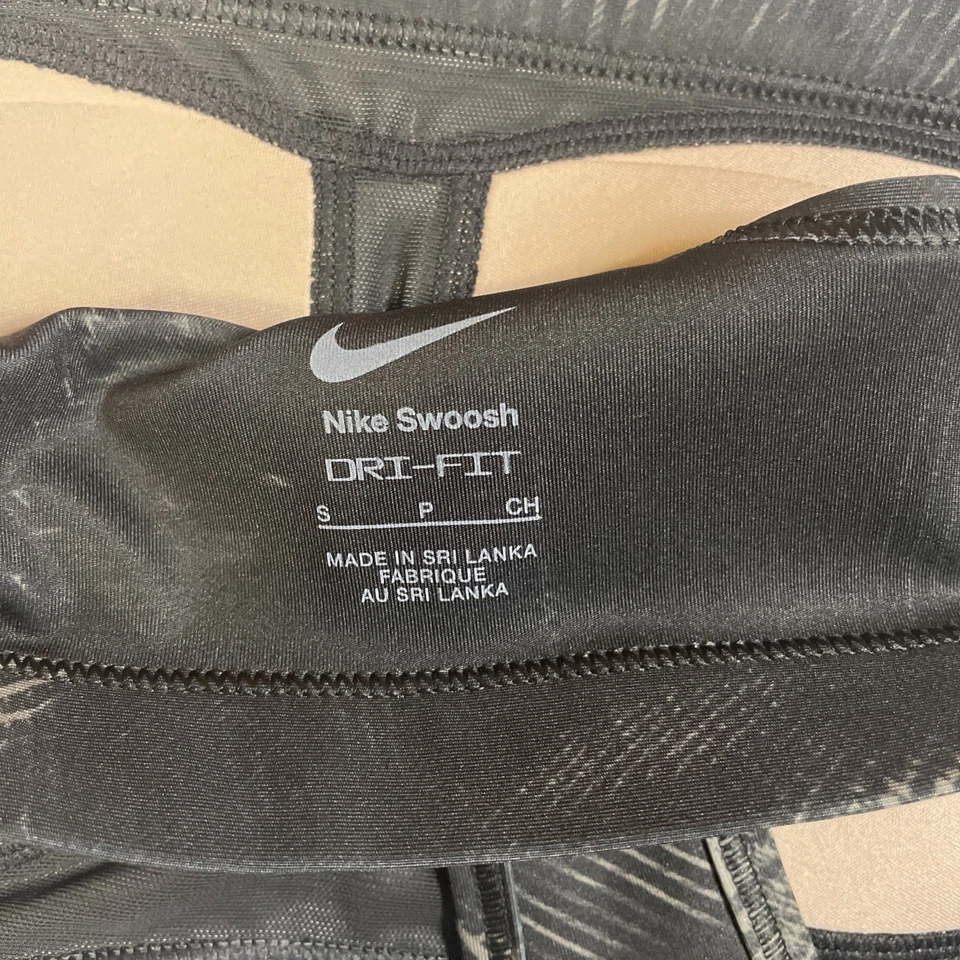 Nike Swoosh
DRI-FIT
S P CH
MADE IN SRI LANKA
FABRIQUE
AU SRI LANKA